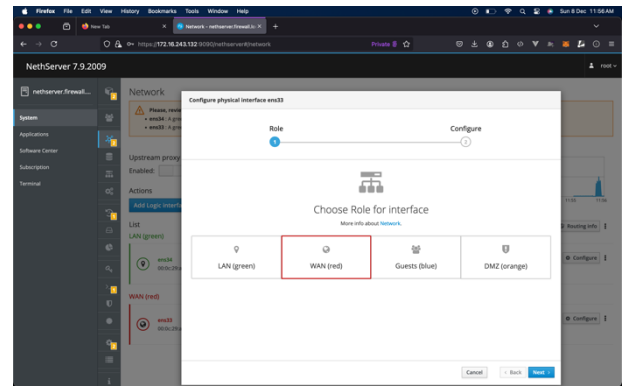 Firefox File Edit View History Bookmarks Tools Window Help
Sun 8 Dec 11:56AM
New Tab
Network - nethserver.firewall.lo
https://172.16.243.132:9090/nethserver#/network
Private
NethServer 7.9.2009
root
nethserver.firewall....
System
Applications
Software Center
Subscription
Terminal
Network
Please, revie
ens34 : A gre
ens33 : A gre
Upstream proxy
Enabled:
Actions
Add Logic Interfa
List
LAN (green)
ens34
WAN (red)
ens33
Configure physical interface ens33
Role
Configure
1
2
Choose Role for interface
More info about Network.
LAN (green)
WAN (red)
Guests (blue)
DMZ (orange)
Cancel
Back
Next
11:06
Routing info
Configure
Configure